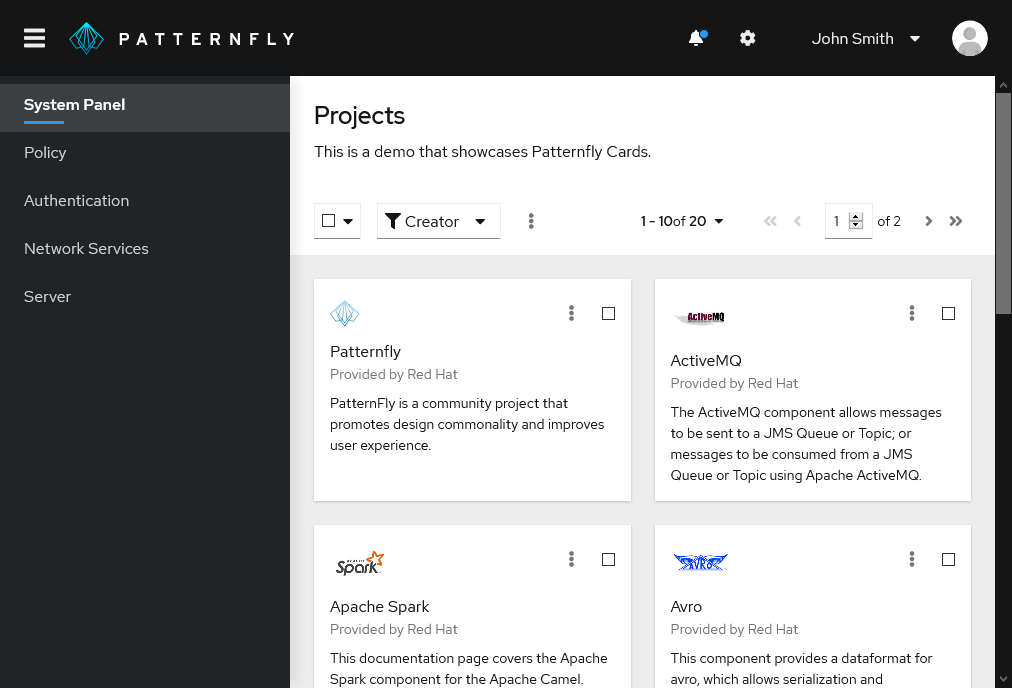 PATTERNFLY
John Smith
System Panel
Policy
Authentication
Network Services
Server
Projects
This is a demo that showcases Patternfly Cards.
Creator
1 - 10 of 20
1
of 2
Patternfly
Provided by Red Hat
PatternFly is a community project that
promotes design commonality and improves
user experience.
ActiveMQ
ActiveMQ
Provided by Red Hat
The ActiveMQ component allows messages
to be sent to a JMS Queue or Topic; or
messages to be consumed from a JMS
Queue or Topic using Apache ActiveMQ.
Spark
Apache Spark
Provided by Red Hat
This documentation page covers the Apache
Spark component for the Apache Camel.
AVRO
Avro
Provided by Red Hat
This component provides a dataformat for
avro, which allows serialization and